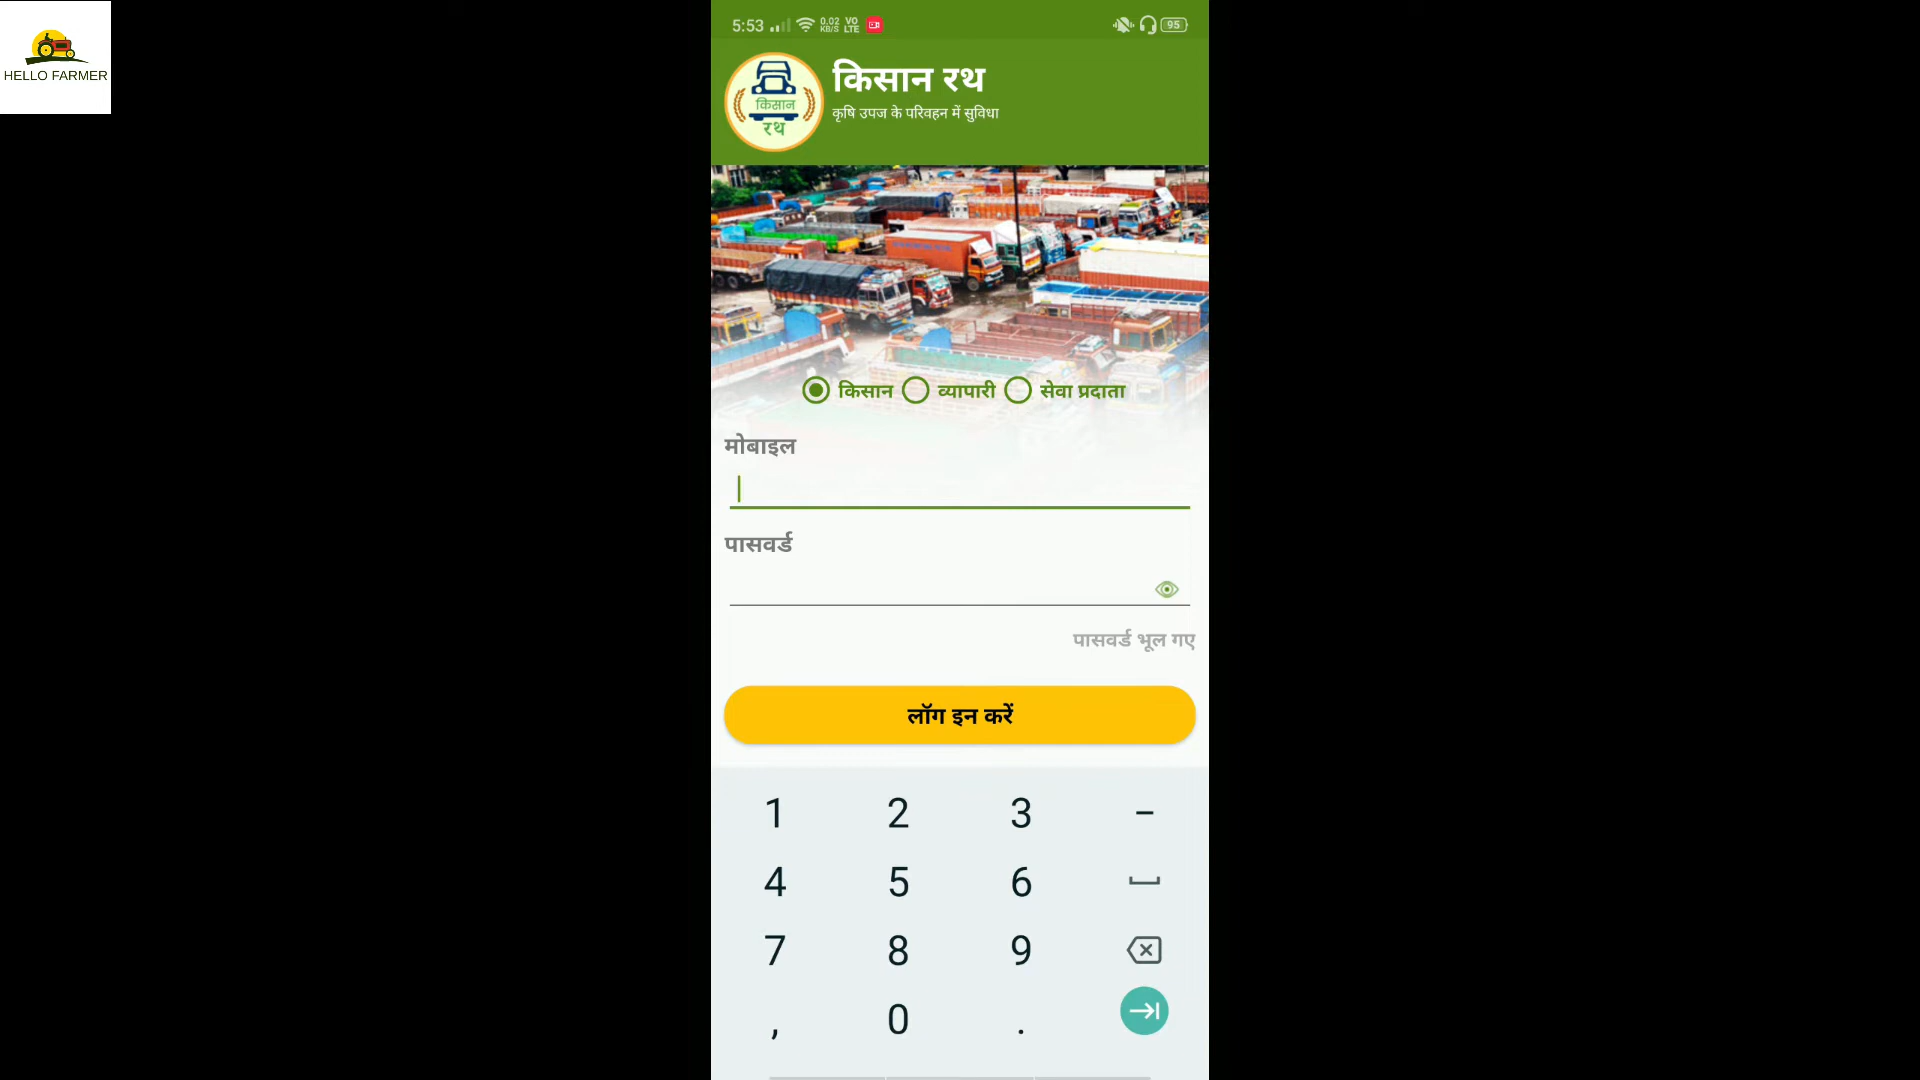 HELLO FARMER
5:53 0.02 KB/S VO LTE 95
किसान रथ
कृषि उपज के परिवहन में सुविधा
किसान
रथ
किसान व्यापारी सेवा प्रदाता
मोबाइल
पासवर्ड
पासवर्ड भूल गए
लॉग इन करें
1 2 3 -
4 5 6
7 8 9
, 0 .